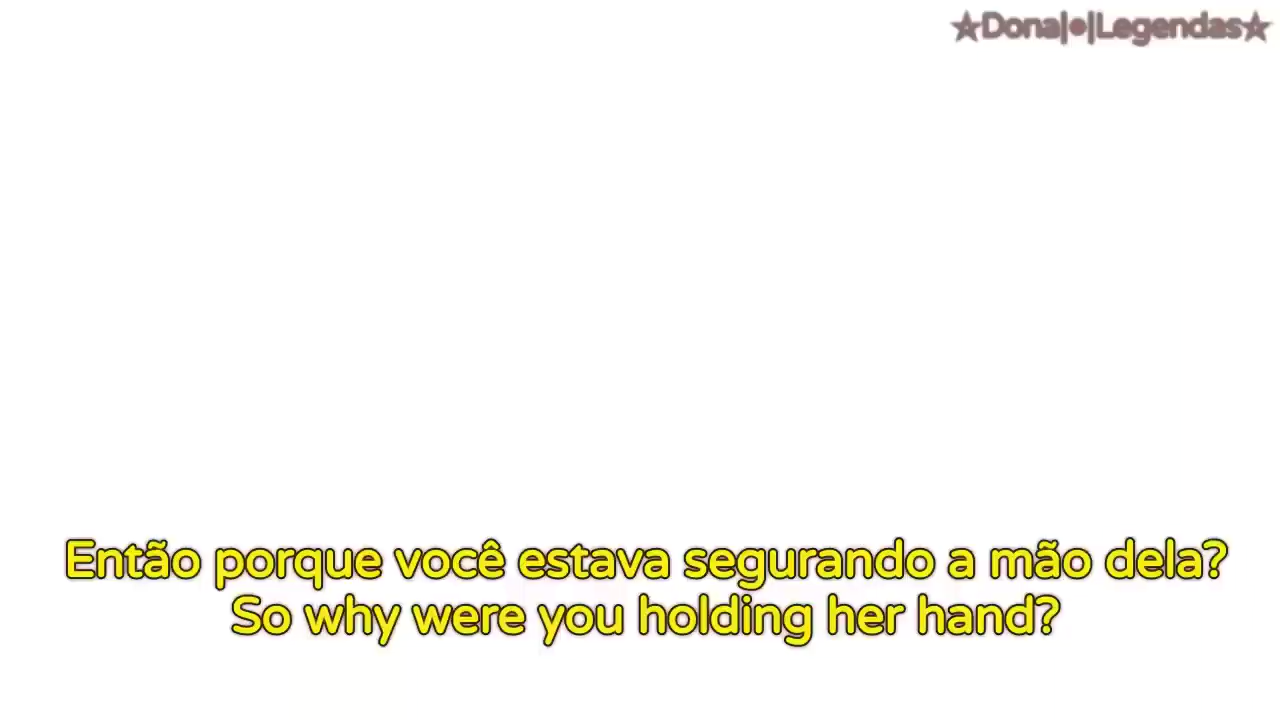 ☆Dona|•|Legendas☆
Então porque você estava segurando a mão dela?
So why were you holding her hand?